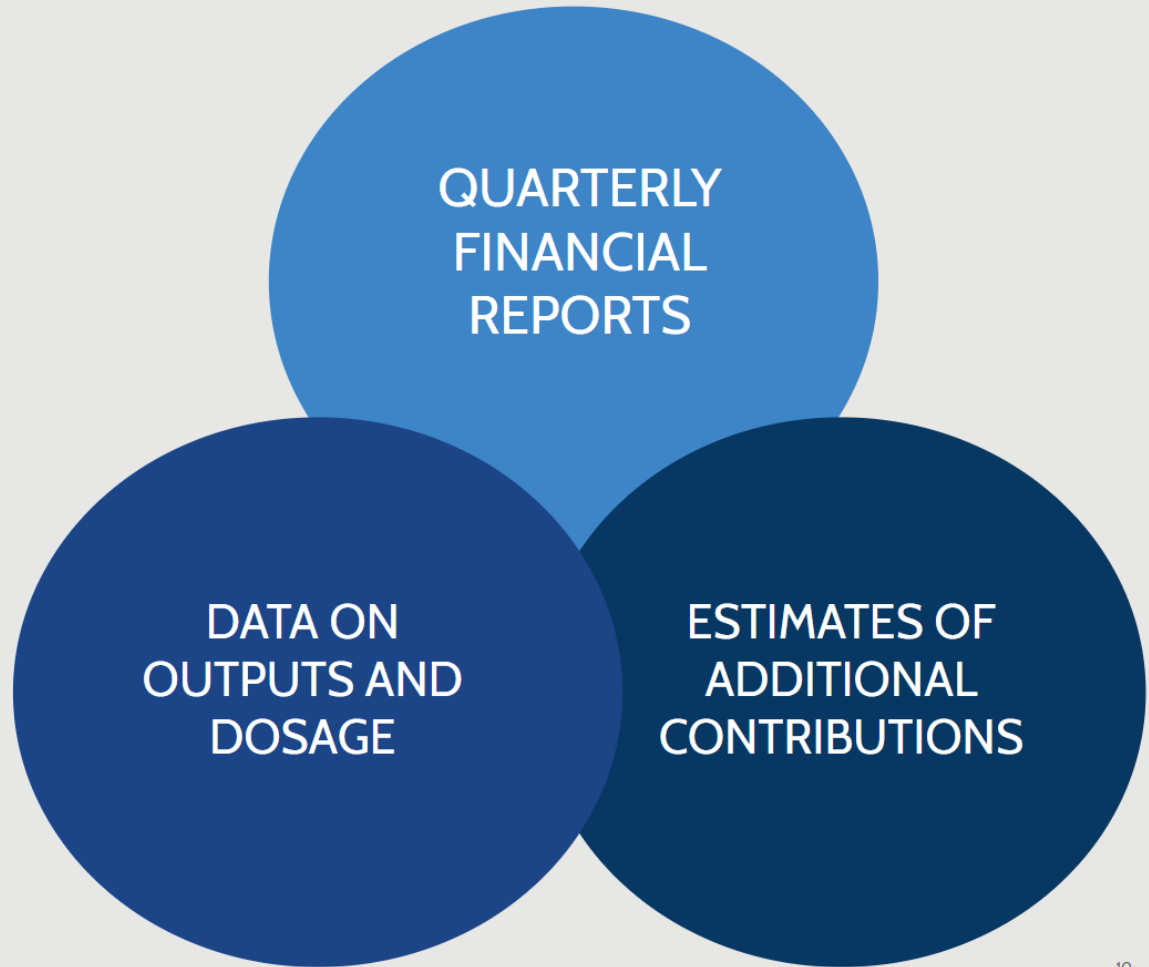 QUARTERLY
FINANCIAL
REPORTS
DATA ON
OUTPUTS AND
DOSAGE
ESTIMATES OF
ADDITIONAL
CONTRIBUTIONS